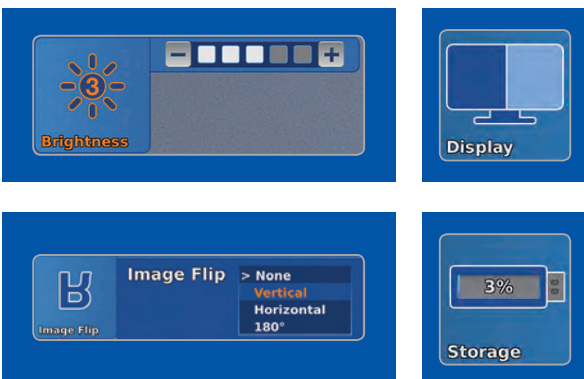 3
Brightness
Display
Image Flip
> None
Vertical
Horizontal
180°
Image Flip
3%
Storage